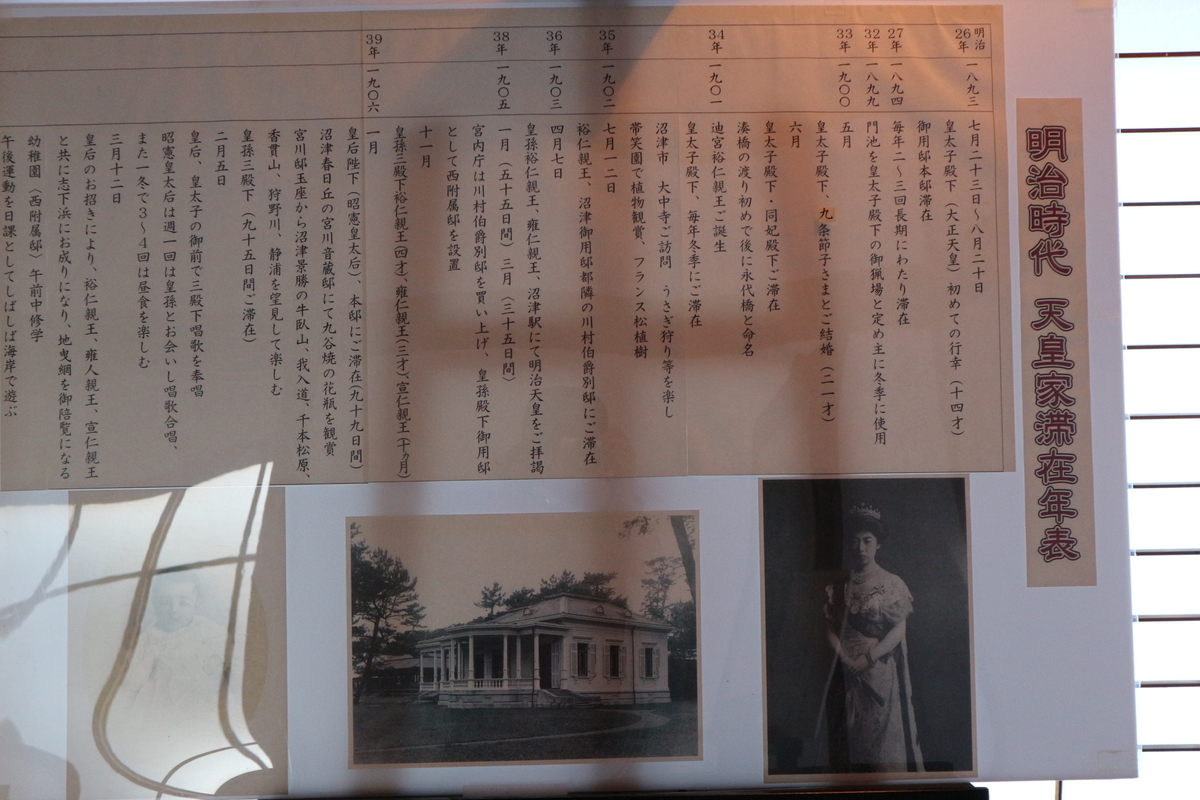 明治時代 天皇家滞在年表
明治
26年 一八九三 七月二十三日～八月二十日
皇太子殿下（大正天皇）初めての行幸（十四才）
御用邸本邸滞在
27年 一八九四 毎年２～三回長期にわたり滞在
32年 一八九九 門池を皇太子殿下の御猟場と定め主に冬季に使用
33年 一九〇〇 五月
皇太子殿下、九条節子さまとご結婚（二一才）
六月
皇太子殿下・同妃殿下ご滞在
湊橋の渡り初めで後に永代橋と命名
34年 一九〇一 迪宮裕仁親王ご誕生
皇太子殿下、毎年冬季にご滞在
沼津市 大中寺ご訪問 うさぎ狩り等を楽し
帯笑園で植物観賞、フランス松植樹
35年 一九〇二 七月一二日
裕仁親王、沼津御用邸都隣の川村伯爵別邸にご滞在
36年 一九〇三 四月七日
皇孫裕仁親王、雍仁親王、沼津駅にて明治天皇をご拝謁
38年 一九〇五 一月（五十五日間）三月（三十五日間）
宮内庁は川村伯爵別邸を買い上げ、皇孫殿下御用邸
として西附属邸を設置
十一月
皇孫三殿下裕仁親王（四才）、雍仁親王（三才）、宣仁親王（十ヵ月）
39年 一九〇六 一月
皇后陛下（昭憲皇太后）、本邸にご滞在（九十九日間）
沼津春日丘の宮川音蔵邸にて九谷焼の花瓶を観賞
宮川邸玉座から沼津景勝の牛臥山、我入道、千本松原、
香貫山、狩野川、静浦を望見して楽しむ
皇孫三殿下（九十五日間ご滞在）
二月五日
皇后、皇太子の御前で三殿下唱歌を奉唱
昭憲皇太后は週一回は皇孫とお会いし唱歌合唱、
また一冬で３～４回は昼食を楽しむ
三月十二日
皇后のお招きにより、裕仁親王、雍人親王、宣仁親王
と共に志下浜にお成りになり、地曳網を御陪覧になる
幼稚園（西附属邸）午前中修学
午後運動を日課としてしばしば海岸で遊ぶ